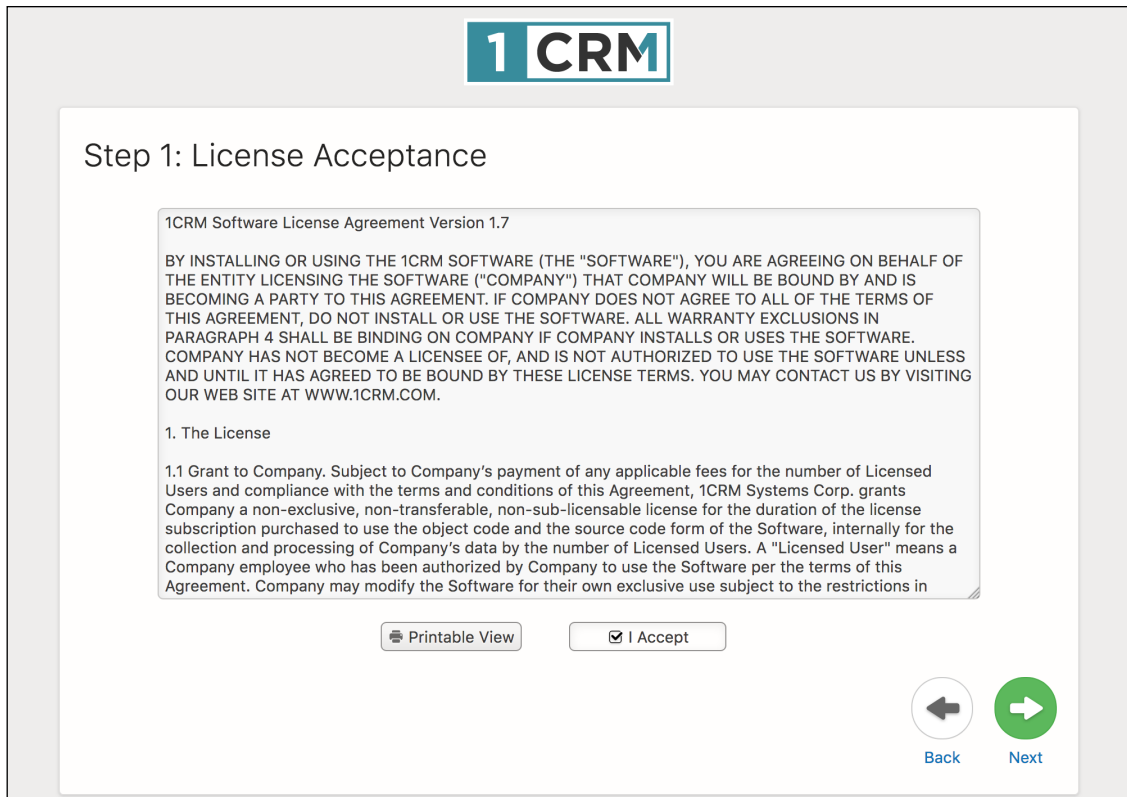 1 CRM
Step 1: License Acceptance
1CRM Software License Agreement Version 1.7
BY INSTALLING OR USING THE 1CRM SOFTWARE (THE "SOFTWARE"), YOU ARE AGREEING ON BEHALF OF
THE ENTITY LICENSING THE SOFTWARE ("COMPANY") THAT COMPANY WILL BE BOUND BY AND IS
BECOMING A PARTY TO THIS AGREEMENT. IF COMPANY DOES NOT AGREE TO ALL OF THE TERMS OF
THIS AGREEMENT, DO NOT INSTALL OR USE THE SOFTWARE. ALL WARRANTY EXCLUSIONS IN
PARAGRAPH 4 SHALL BE BINDING ON COMPANY IF COMPANY INSTALLS OR USES THE SOFTWARE.
COMPANY HAS NOT BECOME A LICENSEE OF, AND IS NOT AUTHORIZED TO USE THE SOFTWARE UNLESS
AND UNTIL IT HAS AGREED TO BE BOUND BY THESE LICENSE TERMS. YOU MAY CONTACT US BY VISITING
OUR WEB SITE AT WWW.1CRM.COM.
1. The License
1.1 Grant to Company. Subject to Company’s payment of any applicable fees for the number of Licensed
Users and compliance with the terms and conditions of this Agreement, 1CRM Systems Corp. grants
Company a non-exclusive, non-transferable, non-sub-licensable license for the duration of the license
subscription purchased to use the object code and the source code form of the Software, internally for the
collection and processing of Company’s data by the number of Licensed Users. A "Licensed User" means a
Company employee who has been authorized by Company to use the Software per the terms of this
Agreement. Company may modify the Software for their own exclusive use subject to the restrictions in
Printable View
I Accept
Back
Next